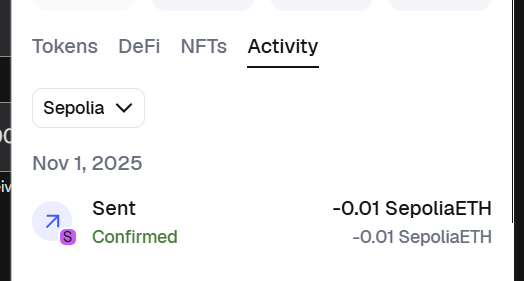 Tokens DeFi NFTs Activity
Sepolia
Nov 1, 2025
Sent -0.01 SepoliaETH
S
Confirmed -0.01 SepoliaETH